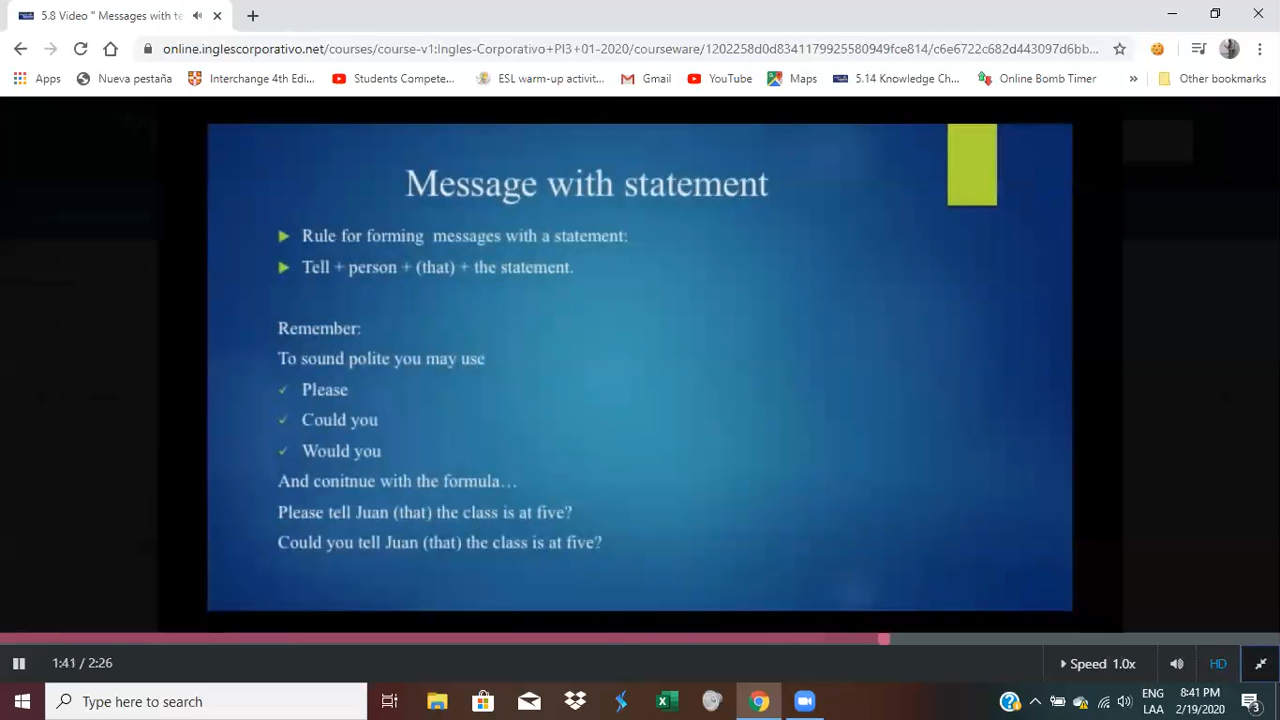 5.8 Video " Messages with te
online.inglescorporativo.net/courses/course-v1:Ingles-Corporativo+PI3+01-2020/courseware/1202258d0d8341179925580949fce814/c6e6722c682d443097d6bb...
Apps
Nueva pestaña
Interchange 4th Edi...
Students Compete...
ESL warm-up activit...
Gmail
YouTube
Maps
5.14 Knowledge Ch...
Online Bomb Timer
»
Other bookmarks
Message with statement
Rule for forming messages with a statement:
Tell + person + (that) + the statement.
Remember:
To sound polite you may use
Please
Could you
Would you
And conitnue with the formula…
Please tell Juan (that) the class is at five?
Could you tell Juan (that) the class is at five?
1:41 / 2:26
Speed 1.0x
HD
Type here to search
ENG
LAA
8:41 PM
2/19/2020
3